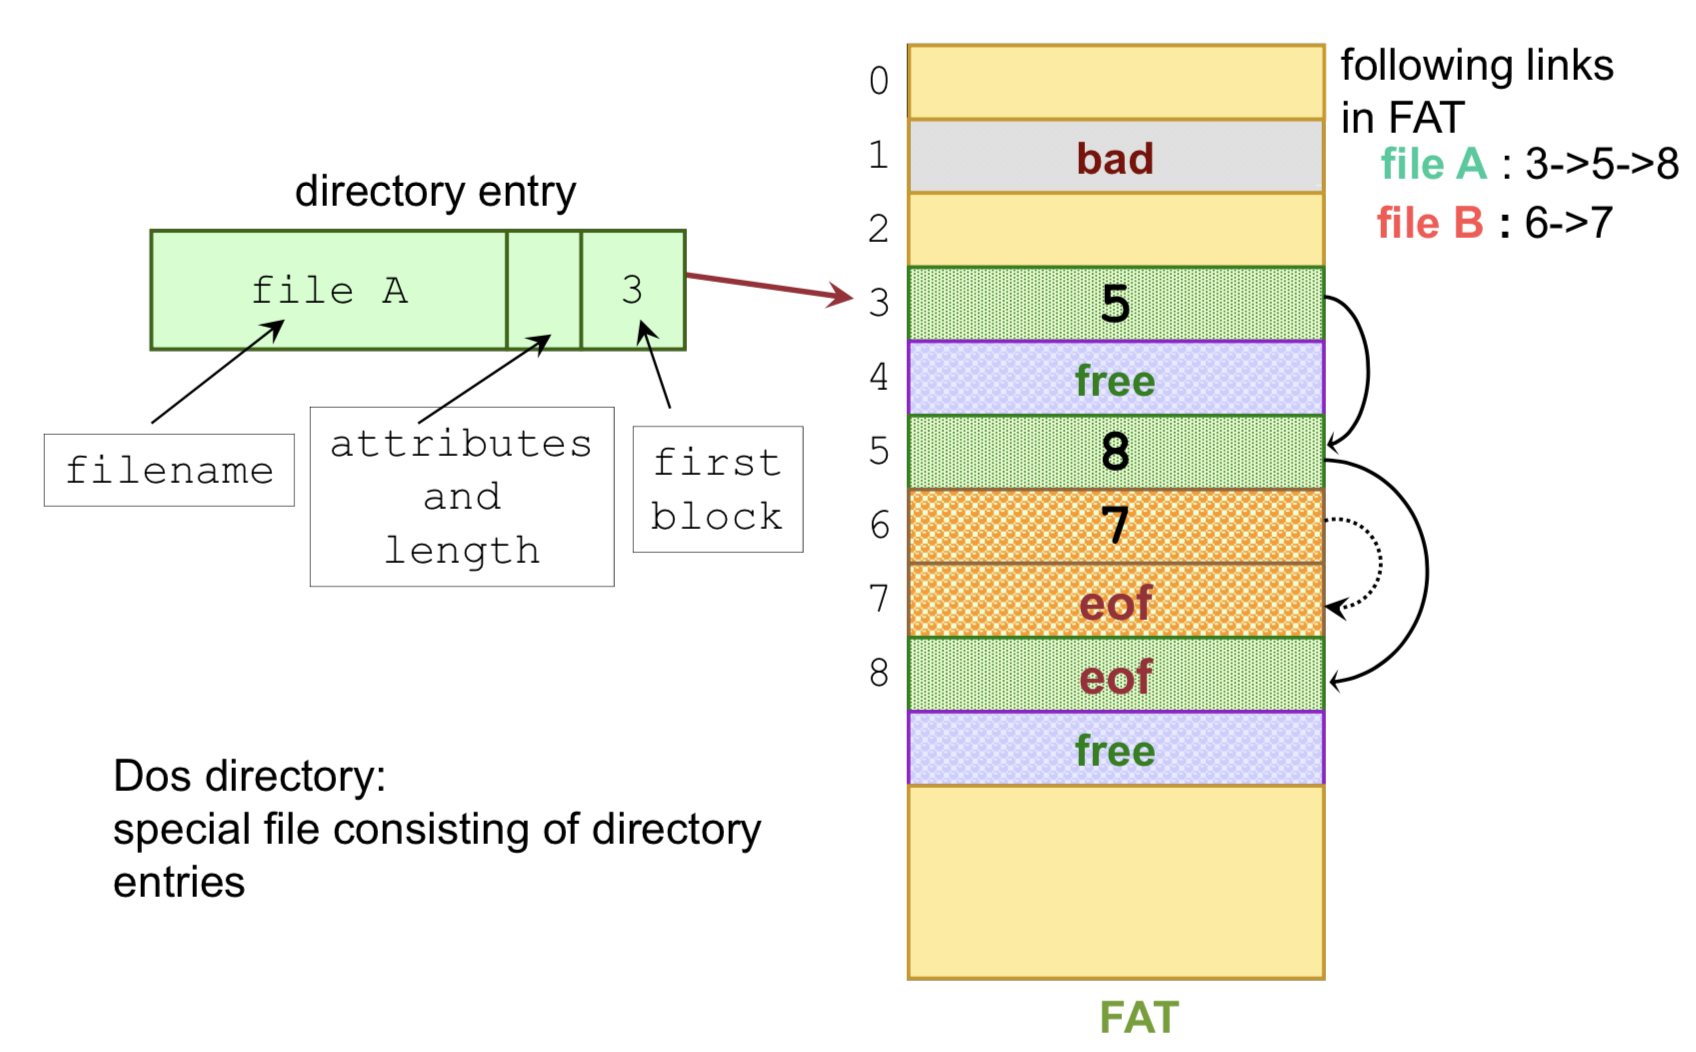 directory entry
file A
3
filename
attributes
and
length
first
block
Dos directory:
special file consisting of directory
entries
0
1
bad
2
3
5
4
free
5
8
6
7
7
eof
8
eof
free
FAT
following links
in FAT
file A : 3->5->8
file B : 6->7